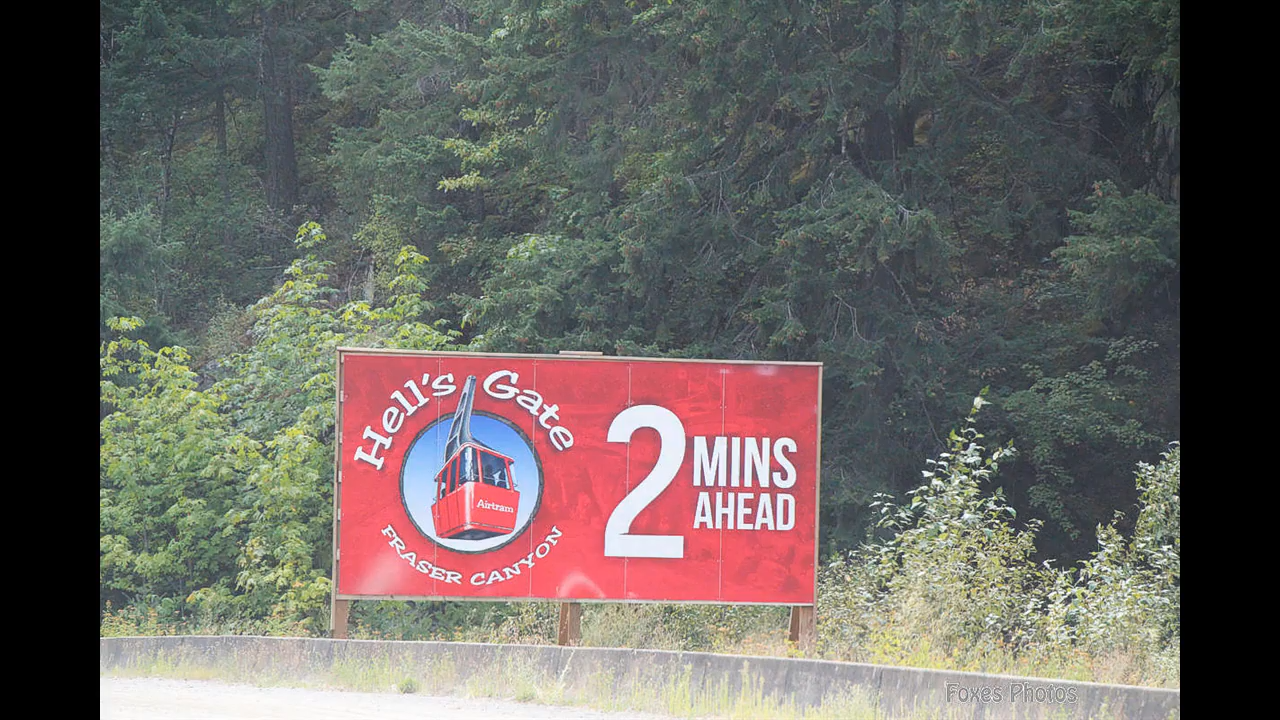 Hell's Gate
Airtram
FRASER CANYON
2 MINS
AHEAD
Foxes Photos